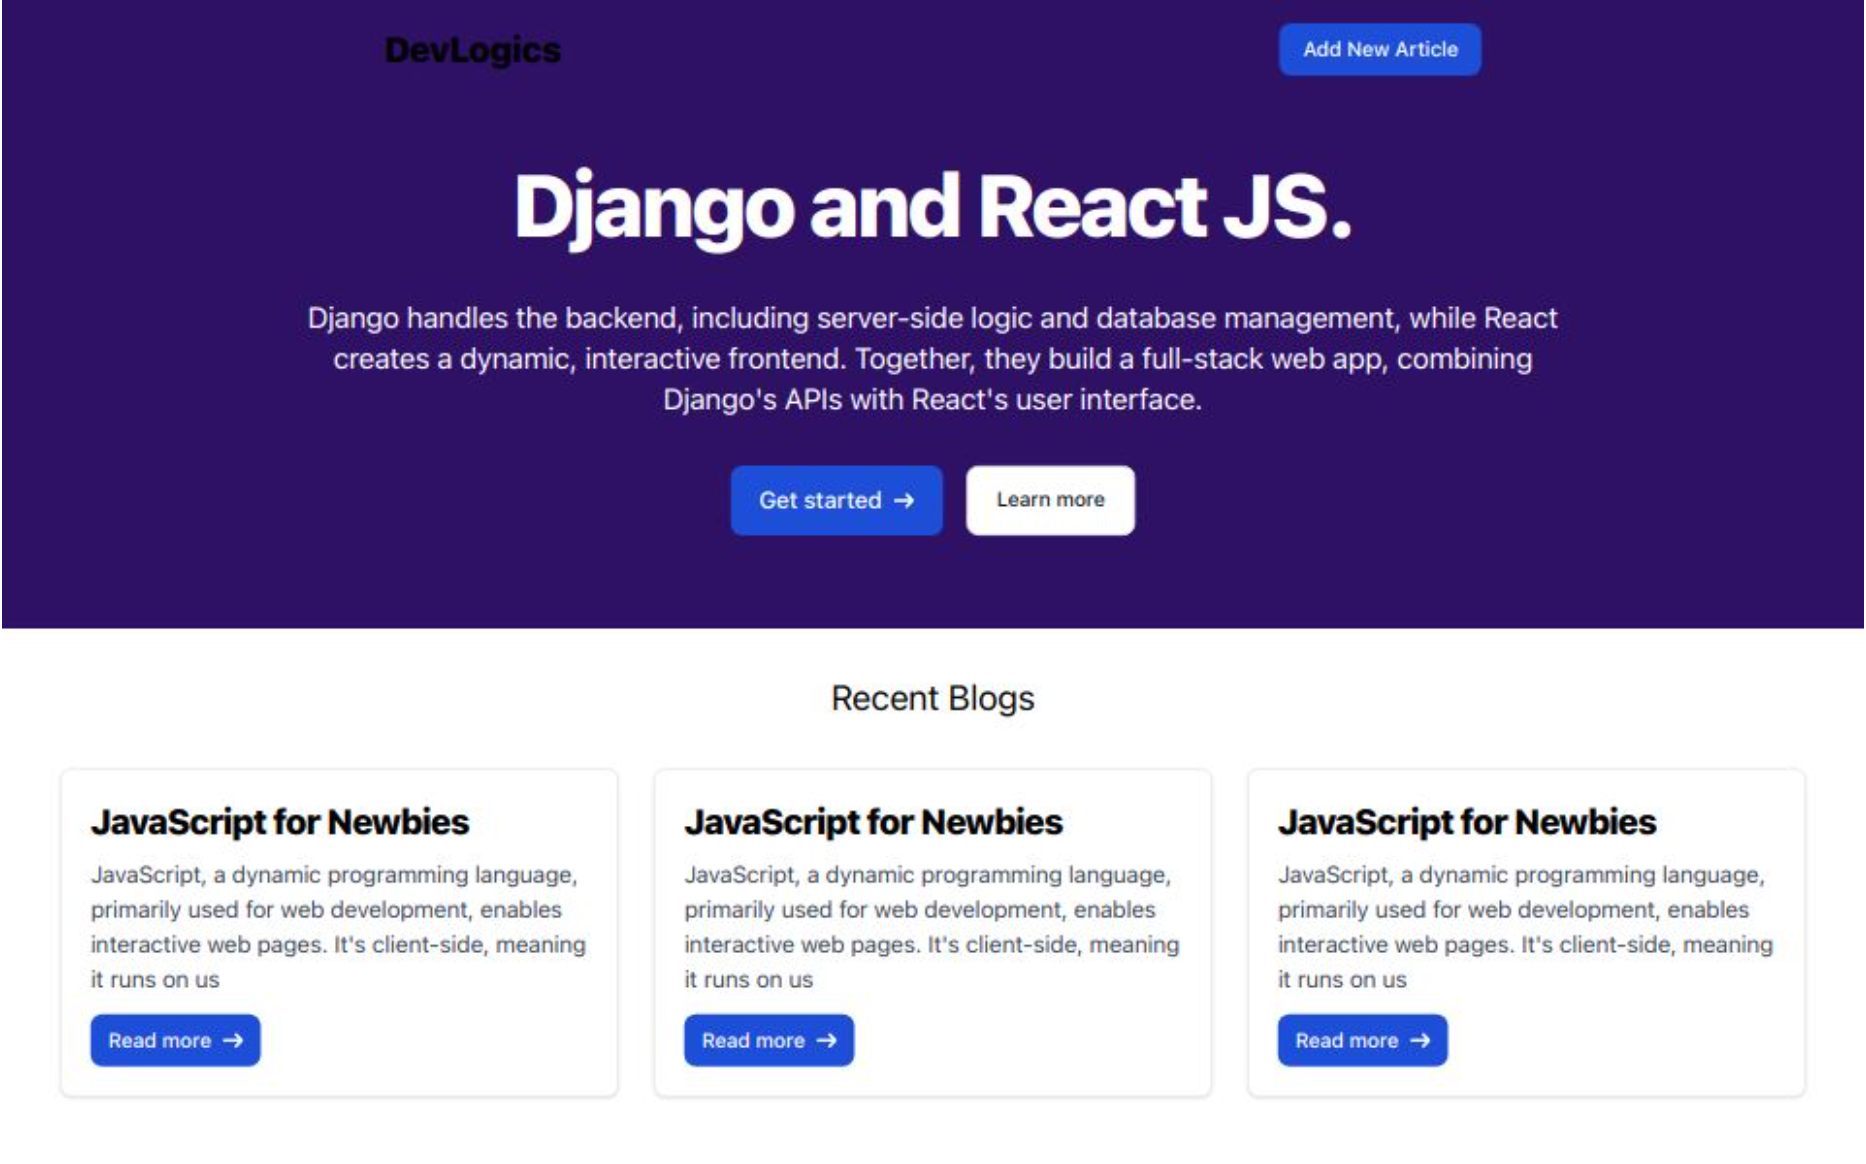 DevLogics
Add New Article
Django and React JS.
Django handles the backend, including server-side logic and database management, while React
creates a dynamic, interactive frontend. Together, they build a full-stack web app, combining
Django's APIs with React's user interface.
Get started →
Learn more
Recent Blogs
JavaScript for Newbies
JavaScript, a dynamic programming language,
primarily used for web development, enables
interactive web pages. It's client-side, meaning
it runs on us
Read more →
JavaScript for Newbies
JavaScript, a dynamic programming language,
primarily used for web development, enables
interactive web pages. It's client-side, meaning
it runs on us
Read more →
JavaScript for Newbies
JavaScript, a dynamic programming language,
primarily used for web development, enables
interactive web pages. It's client-side, meaning
it runs on us
Read more →